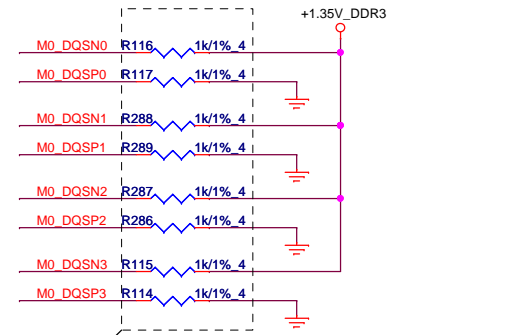 +1.35V_DDR3
M0_DQSN0 R116 1k/1%_4
M0_DQSP0 R117 1k/1%_4
M0_DQSN1 R288 1k/1%_4
M0_DQSP1 R289 1k/1%_4
M0_DQSN2 R287 1k/1%_4
M0_DQSP2 R286 1k/1%_4
M0_DQSN3 R115 1k/1%_4
M0_DQSP3 R114 1k/1%_4